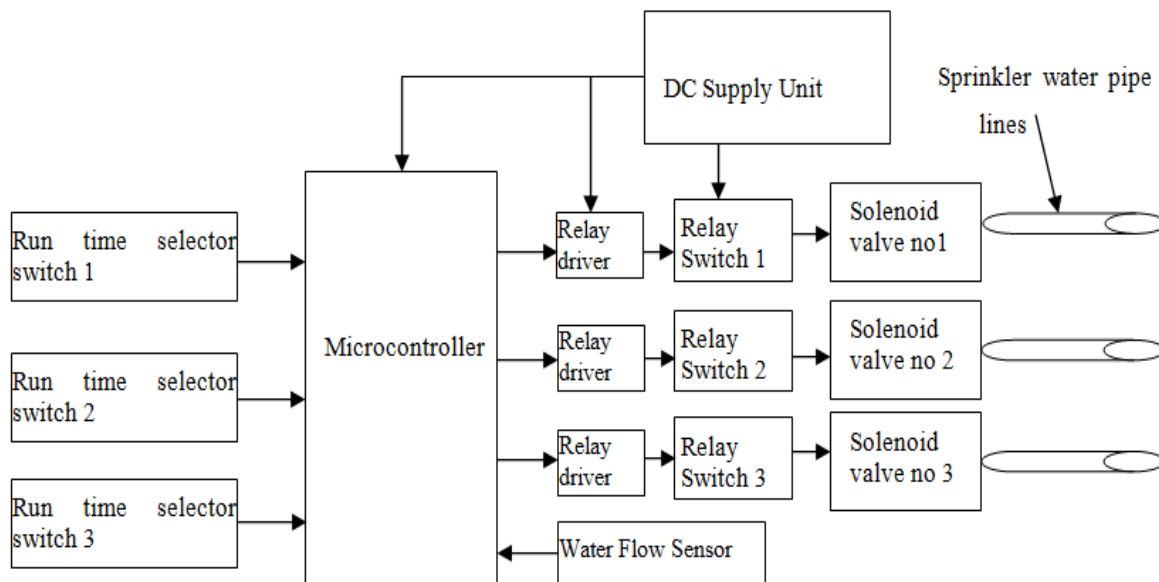 DC Supply Unit
Sprinkler water pipe
lines
Run time selector
switch 1
Relay
driver
Relay
Switch 1
Solenoid
valve no1
Microcontroller
Run time selector
switch 2
Relay
driver
Relay
Switch 2
Solenoid
valve no 2
Run time selector
switch 3
Relay
driver
Relay
Switch 3
Solenoid
valve no 3
Water Flow Sensor